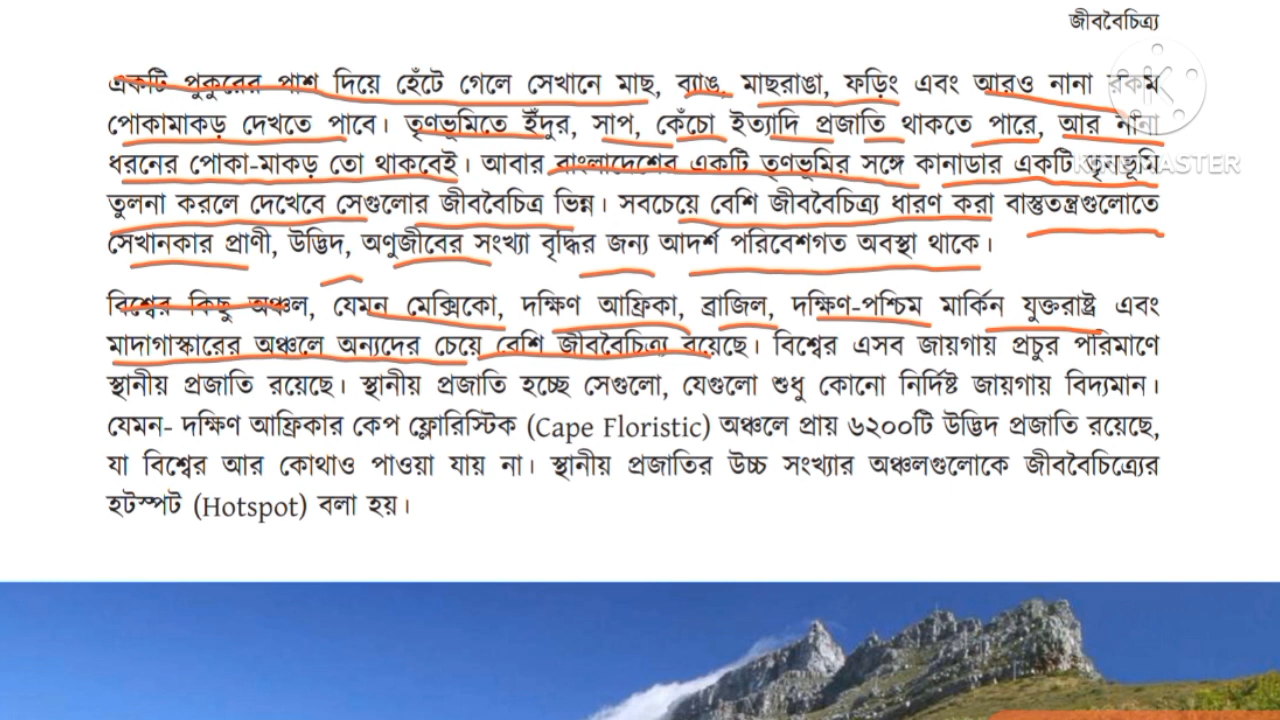 জীববৈচিত্র্য
একটি পুকুরের পাশ দিয়ে হেঁটে গেলে সেখানে মাছ, ব্যাঙ, মাছরাঙা, ফড়িং এবং আরও নানা রকম
পোকামাকড় দেখতে পাবে। তৃণভূমিতে ইঁদুর, সাপ, কেঁচো ইত্যাদি প্রজাতি থাকতে পারে, আর নানা
ধরনের পোকা-মাকড় তো থাকবেই। আবার বাংলাদেশের একটি তৃণভূমির সঙ্গে কানাডার একটি তৃণভূমি
KINEMASTER
তুলনা করলে দেখেবে সেগুলোর জীববৈচিত্র ভিন্ন। সবচেয়ে বেশি জীববৈচিত্র্য ধারণ করা বাস্তুতন্ত্রগুলোতে
সেখানকার প্রাণী, উদ্ভিদ, অণুজীবের সংখ্যা বৃদ্ধির জন্য আদর্শ পরিবেশগত অবস্থা থাকে।
বিশ্বের কিছু অঞ্চল, যেমন মেক্সিকো, দক্ষিণ আফ্রিকা, ব্রাজিল, দক্ষিণ-পশ্চিম মার্কিন যুক্তরাষ্ট্র এবং
মাদাগাস্কারের অঞ্চলে অন্যদের চেয়ে বেশি জীববৈচিত্র্য রয়েছে। বিশ্বের এসব জায়গায় প্রচুর পরিমাণে
স্থানীয় প্রজাতি রয়েছে। স্থানীয় প্রজাতি হচ্ছে সেগুলো, যেগুলো শুধু কোনো নির্দিষ্ট জায়গায় বিদ্যমান।
যেমন- দক্ষিণ আফ্রিকার কেপ ফ্লোরিস্টিক (Cape Floristic) অঞ্চলে প্রায় ৬২০০টি উদ্ভিদ প্রজাতি রয়েছে,
যা বিশ্বের আর কোথাও পাওয়া যায় না। স্থানীয় প্রজাতির উচ্চ সংখ্যার অঞ্চলগুলোকে জীববৈচিত্র্যের
হটস্পট (Hotspot) বলা হয়।